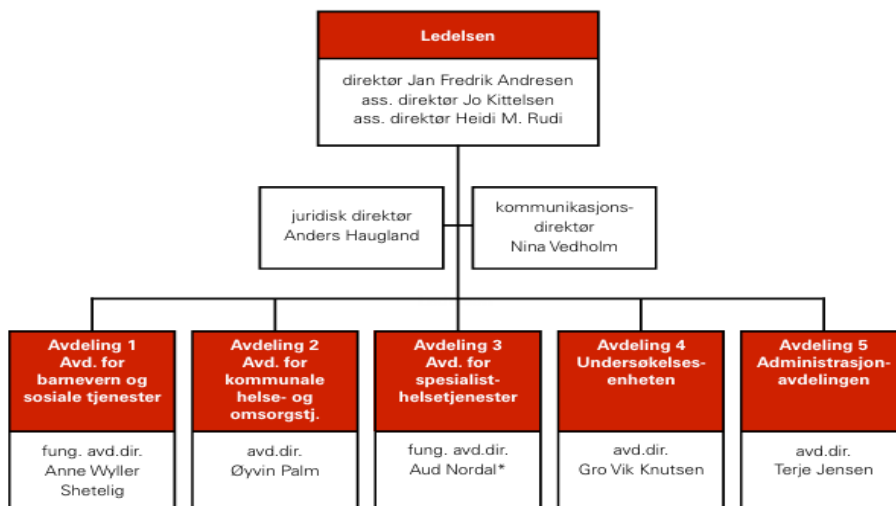 Ledelsen
direktør Jan Fredrik Andresen
ass. direktør Jo Kittelsen
ass. direktør Heidi M. Rudi
juridisk direktør
Anders Haugland
kommunikasjons-
direktør
Nina Vedholm
Avdeling 1
Avd. for
barnevern og
sosiale tjenester
fung. avd.dir.
Anne Wyller
Shetelig
Avdeling 2
Avd. for
kommunale
helse- og
omsorgstj.
avd.dir.
Øyvin Palm
Avdeling 3
Avd. for
spesialist-
helsetjenester
fung. avd.dir.
Aud Nordal*
Avdeling 4
Undersøkelses-
enheten
avd.dir.
Gro Vik Knutsen
Avdeling 5
Administrasjon-
avdelingen
avd.dir.
Terje Jensen